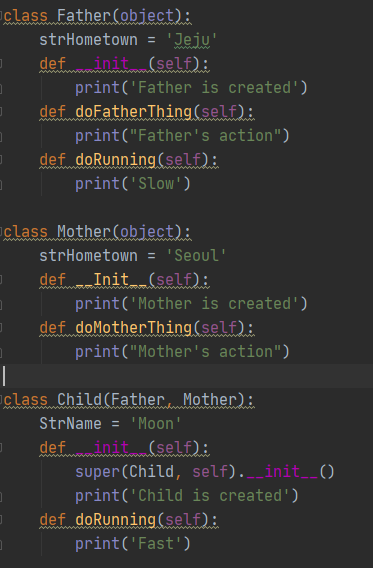 class Father(object):
    strHometown = 'Jeju'
    def __init__(self):
        print('Father is created')
    def doFatherThing(self):
        print("Father's action")
    def doRunning(self):
        print('Slow')
class Mother(object):
    strHometown = 'Seoul'
    def __Init__(self):
        print('Mother is created')
    def doMotherThing(self):
        print("Mother's action")
class Child(Father, Mother):
    StrName = 'Moon'
    def __init__(self):
        super(Child, self).__init__()
        print('Child is created')
    def doRunning(self):
        print('Fast')